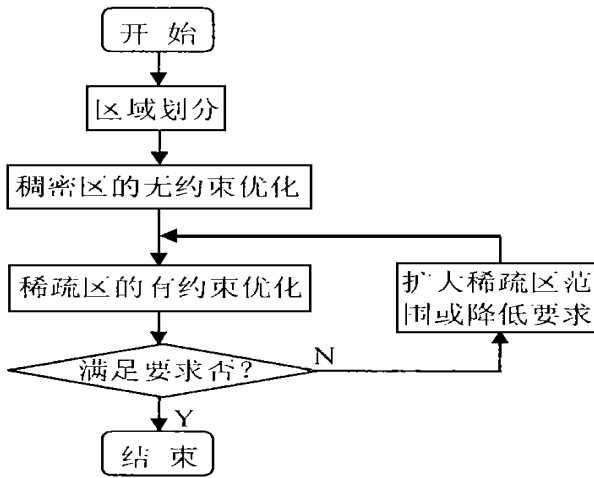 开 始
区域划分
稠密区的无约束优化
稀疏区的有约束优化
扩大稀疏区范
围或降低要求
满足要求否?
N
Y
结 束